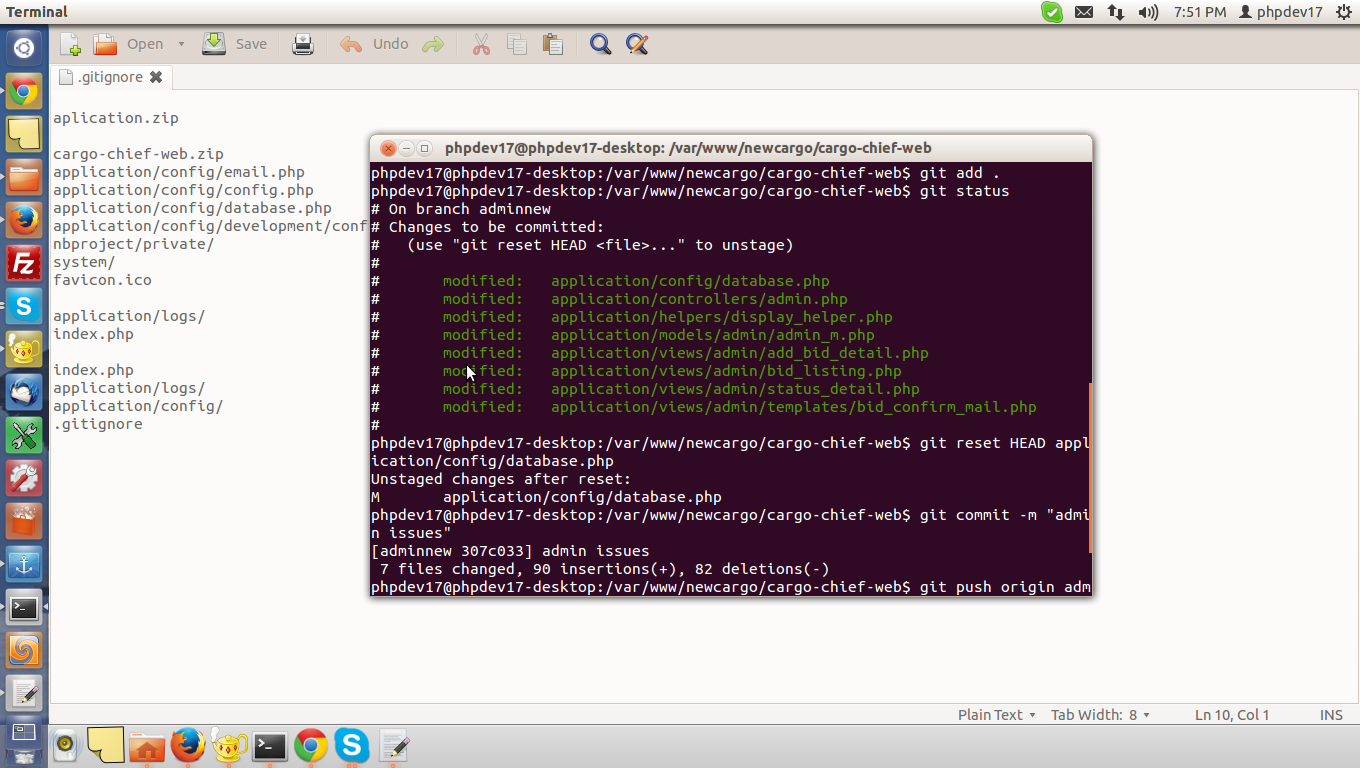 Terminal
7:51 PM phpdev17
Open Save Undo
.gitignore
aplication.zip
cargo-chief-web.zip
application/config/email.php
application/config/config.php
application/config/database.php
application/config/development/conf
nbproject/private/
system/
favicon.ico
application/logs/
index.php
index.php
application/logs/
application/config/
.gitignore
phpdev17@phpdev17-desktop: /var/www/newcargo/cargo-chief-web
phpdev17@phpdev17-desktop:/var/www/newcargo/cargo-chief-web$ git add .
phpdev17@phpdev17-desktop:/var/www/newcargo/cargo-chief-web$ git status
# On branch adminnew
# Changes to be committed:
#   (use "git reset HEAD <file>..." to unstage)
#
#       modified:   application/config/database.php
#       modified:   application/controllers/admin.php
#       modified:   application/helpers/display_helper.php
#       modified:   application/models/admin/admin_m.php
#       modified:   application/views/admin/add_bid_detail.php
#       modified:   application/views/admin/bid_listing.php
#       modified:   application/views/admin/status_detail.php
#       modified:   application/views/admin/templates/bid_confirm_mail.php
#
phpdev17@phpdev17-desktop:/var/www/newcargo/cargo-chief-web$ git reset HEAD appl
ication/config/database.php
Unstaged changes after reset:
M       application/config/database.php
phpdev17@phpdev17-desktop:/var/www/newcargo/cargo-chief-web$ git commit -m "admi
n issues"
[adminnew 307c033] admin issues
 7 files changed, 90 insertions(+), 82 deletions(-)
phpdev17@phpdev17-desktop:/var/www/newcargo/cargo-chief-web$ git push origin adm
Plain Text Tab Width: 8 Ln 10, Col 1 INS